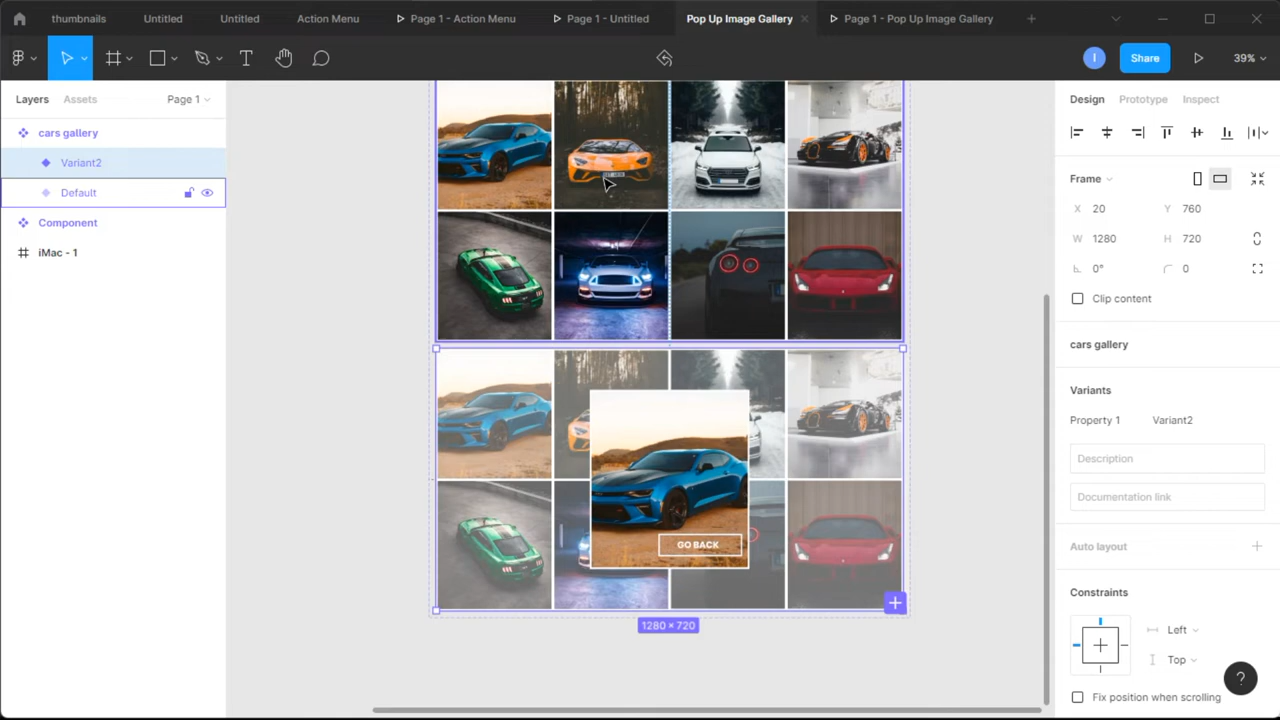 thumbnails
Untitled
Untitled
Action Menu
Page 1 - Action Menu
Page 1 - Untitled
Pop Up Image Gallery
Page 1 - Pop Up Image Gallery
I
Share
39%
Layers
Assets
Page 1
cars gallery
Variant2
Default
Component
iMac - 1
GO BACK
1280 × 720
Design
Prototype
Inspect
Frame
X 20
Y 760
W 1280
H 720
0°
0
Clip content
cars gallery
Variants
Property 1
Variant2
Description
Documentation link
Auto layout
Constraints
Left
Top
Fix position when scrolling
?